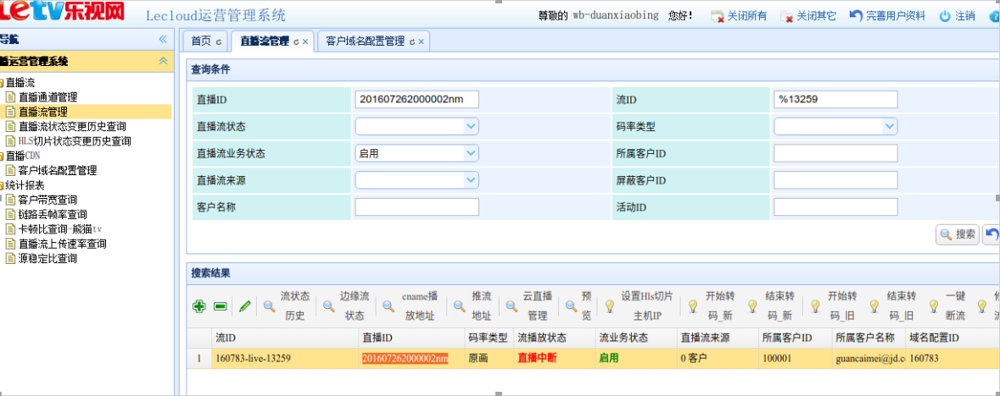 Letv乐视网
Lecloud运营管理系统
尊敬的 wb-duanxiaobing 您好!
关闭所有
关闭其它
完善用户资料
注销
导航
首页
直播流管理
客户域名配置管理
播运营管理系统
直播流
直播通道管理
直播流管理
直播流状态变更历史查询
HLS切片状态变更历史查询
直播CDN
客户域名配置管理
统计报表
客户带宽查询
链路丢帧率查询
卡顿比查询-熊猫tv
直播流上传速率查询
源稳定比查询
查询条件
直播ID 201607262000002nm 流ID %13259
直播流状态 码率类型
直播流业务状态 启用 所属客户ID
直播流来源 屏蔽客户ID
客户名称 活动ID
搜索
搜索结果
流状态
历史
边缘流
状态
cname播
放地址
推流
地址
云直播
管理
预
览
设置Hls切片
主机IP
开始转
码_新
结束转
码_新
开始转
码_旧
结束转
码_旧
一键
断流
流ID 直播ID 码率类型 流播放状态 流业务状态 直播流来源 所属客户ID 所属客户名称 域名配置ID
1 160783-live-13259 201607262000002nm 原画 直播中断 启用 0 客户 100001 guancaimei@jd.c 160783